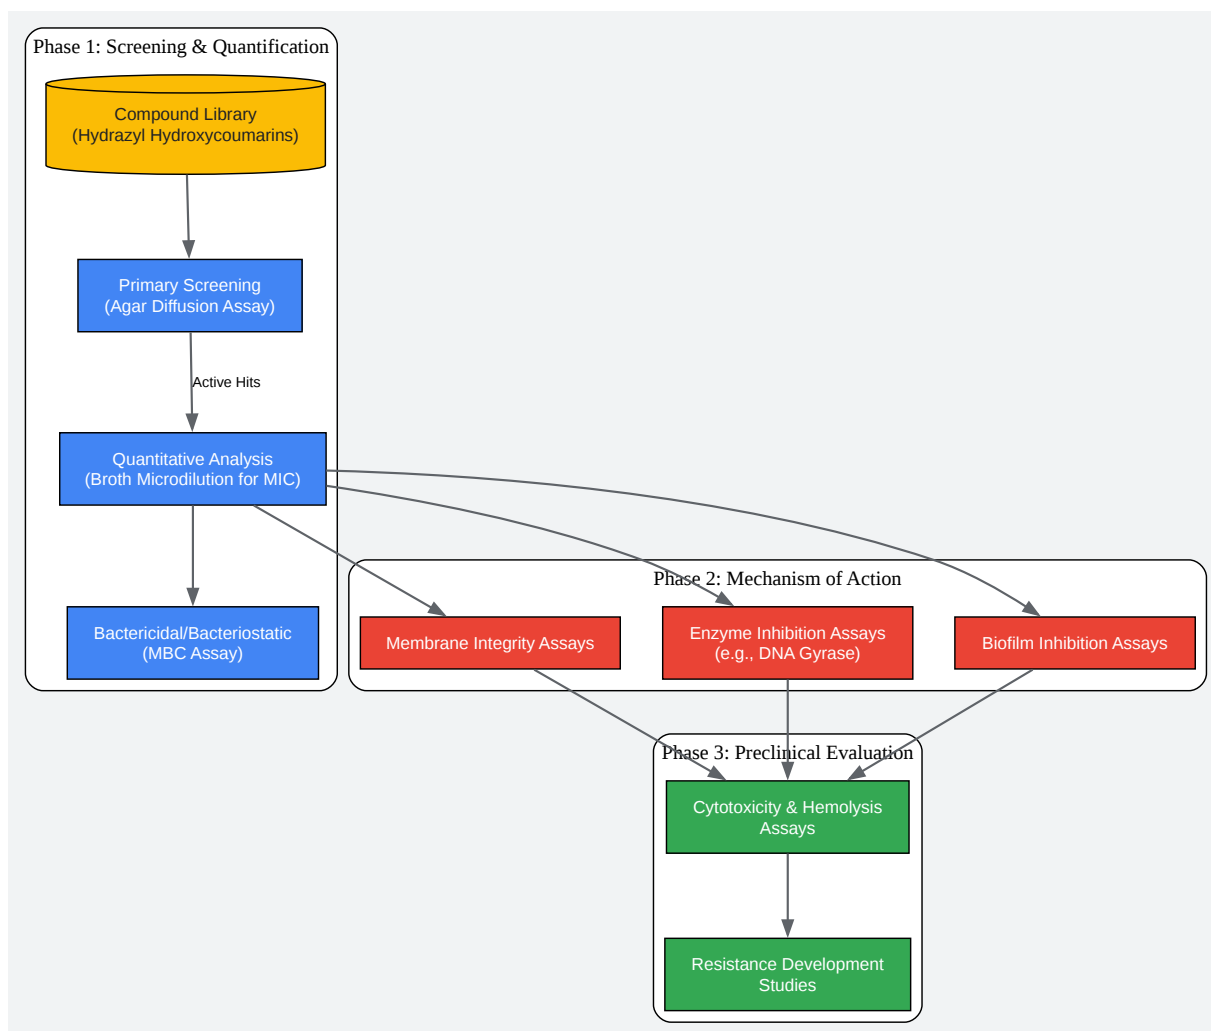 Phase 1: Screening & Quantification
Compound Library
(Hydrazyl Hydroxycoumarins)
Primary Screening
(Agar Diffusion Assay)
Active Hits
Quantitative Analysis
(Broth Microdilution for MIC)
Bactericidal/Bacteriostatic
(MBC Assay)
Phase 2: Mechanism of Action
Membrane Integrity Assays
Enzyme Inhibition Assays
(e.g., DNA Gyrase)
Biofilm Inhibition Assays
Phase 3: Preclinical Evaluation
Cytotoxicity & Hemolysis
Assays
Resistance Development
Studies